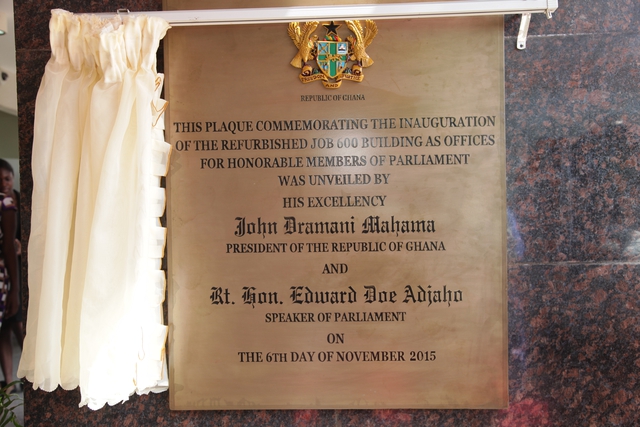 REPUBLIC OF GHANA
THIS PLAQUE COMMEMORATING THE INAUGURATION
OF THE REFURBISHED JOB 600 BUILDING AS OFFICES
FOR HONORABLE MEMBERS OF PARLIAMENT
WAS UNVEILED BY
HIS EXCELLENCY
John Dramani Mahama
PRESIDENT OF THE REPUBLIC OF GHANA
AND
Rt. Hon. Edward Doe Adjaho
SPEAKER OF PARLIAMENT
ON
THE 6TH DAY OF NOVEMBER 2015